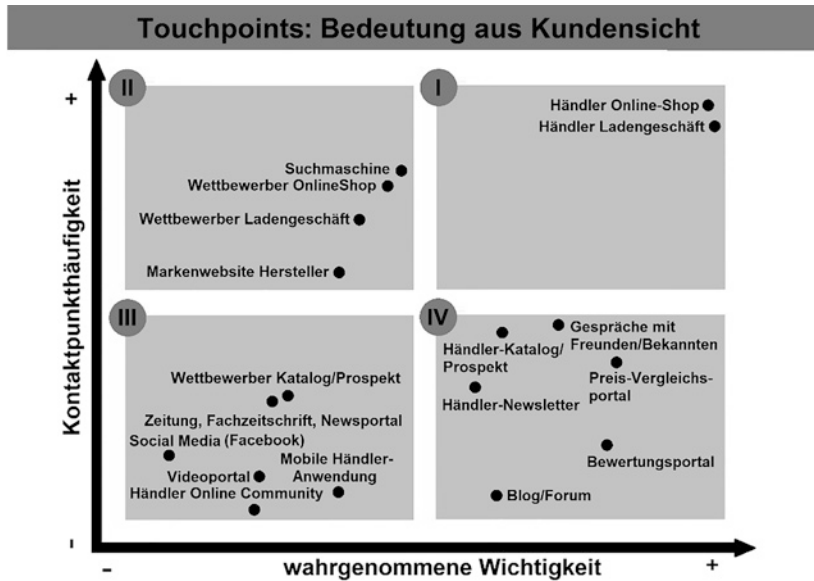 Touchpoints: Bedeutung aus Kundensicht
Kontaktpunkthäufigkeit
+
II
Suchmaschine
Wettbewerber OnlineShop
Wettbewerber Ladengeschäft
Markenwebsite Hersteller
I
Händler Online-Shop
Händler Ladengeschäft
III
Wettbewerber Katalog/Prospekt
Zeitung, Fachzeitschrift, Newsportal
Social Media (Facebook)
Mobile Händler-
Anwendung
Videoportal
Händler Online Community
IV
Gespräche mit
Freunden/Bekannten
Händler-Katalog/
Prospekt
Preis-Vergleichs-
portal
Händler-Newsletter
Bewertungsportal
Blog/Forum
-
-
wahrgenommene Wichtigkeit
+